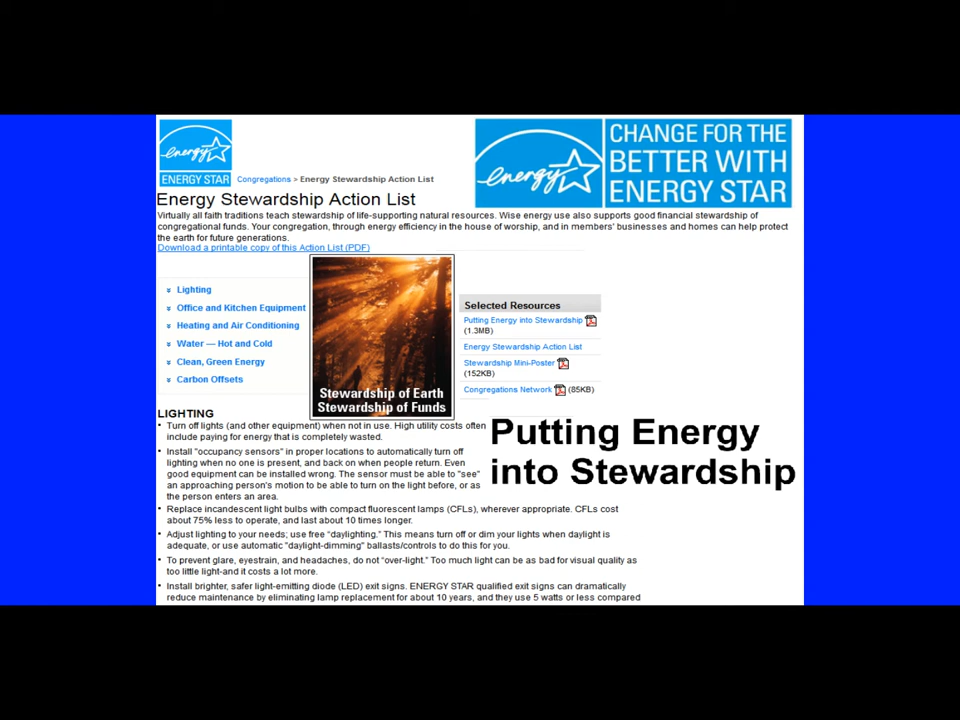 energy
ENERGY STAR
energy
CHANGE FOR THE
BETTER WITH
ENERGY STAR
Congregations > Energy Stewardship Action List
Energy Stewardship Action List
Virtually all faith traditions teach stewardship of life-supporting natural resources. Wise energy use also supports good financial stewardship of
congregational funds. Your congregation, through energy efficiency in the house of worship, and in members' businesses and homes can help protect
the earth for future generations.
Download a printable copy of this Action List (PDF)
Lighting
Office and Kitchen Equipment
Heating and Air Conditioning
Water — Hot and Cold
Clean, Green Energy
Carbon Offsets
Stewardship of Earth
Stewardship of Funds
Selected Resources
Putting Energy into Stewardship
(1.3MB)
Energy Stewardship Action List
Stewardship Mini-Poster
(152KB)
Congregations Network (85KB)
Putting Energy
into Stewardship
LIGHTING
• Turn off lights (and other equipment) when not in use. High utility costs often
include paying for energy that is completely wasted.
• Install "occupancy sensors" in proper locations to automatically turn off
lighting when no one is present, and back on when people return. Even
good equipment can be installed wrong. The sensor must be able to "see"
an approaching person's motion to be able to turn on the light before, or as
the person enters an area.
• Replace incandescent light bulbs with compact fluorescent lamps (CFLs), wherever appropriate. CFLs cost
about 75% less to operate, and last about 10 times longer.
• Adjust lighting to your needs; use free “daylighting.” This means turn off or dim your lights when daylight is
adequate, or use automatic "daylight-dimming" ballasts/controls to do this for you.
• To prevent glare, eyestrain, and headaches, do not “over-light.” Too much light can be as bad for visual quality as
too little light-and it costs a lot more.
• Install brighter, safer light-emitting diode (LED) exit signs. ENERGY STAR qualified exit signs can dramatically
reduce maintenance by eliminating lamp replacement for about 10 years, and they use 5 watts or less compared